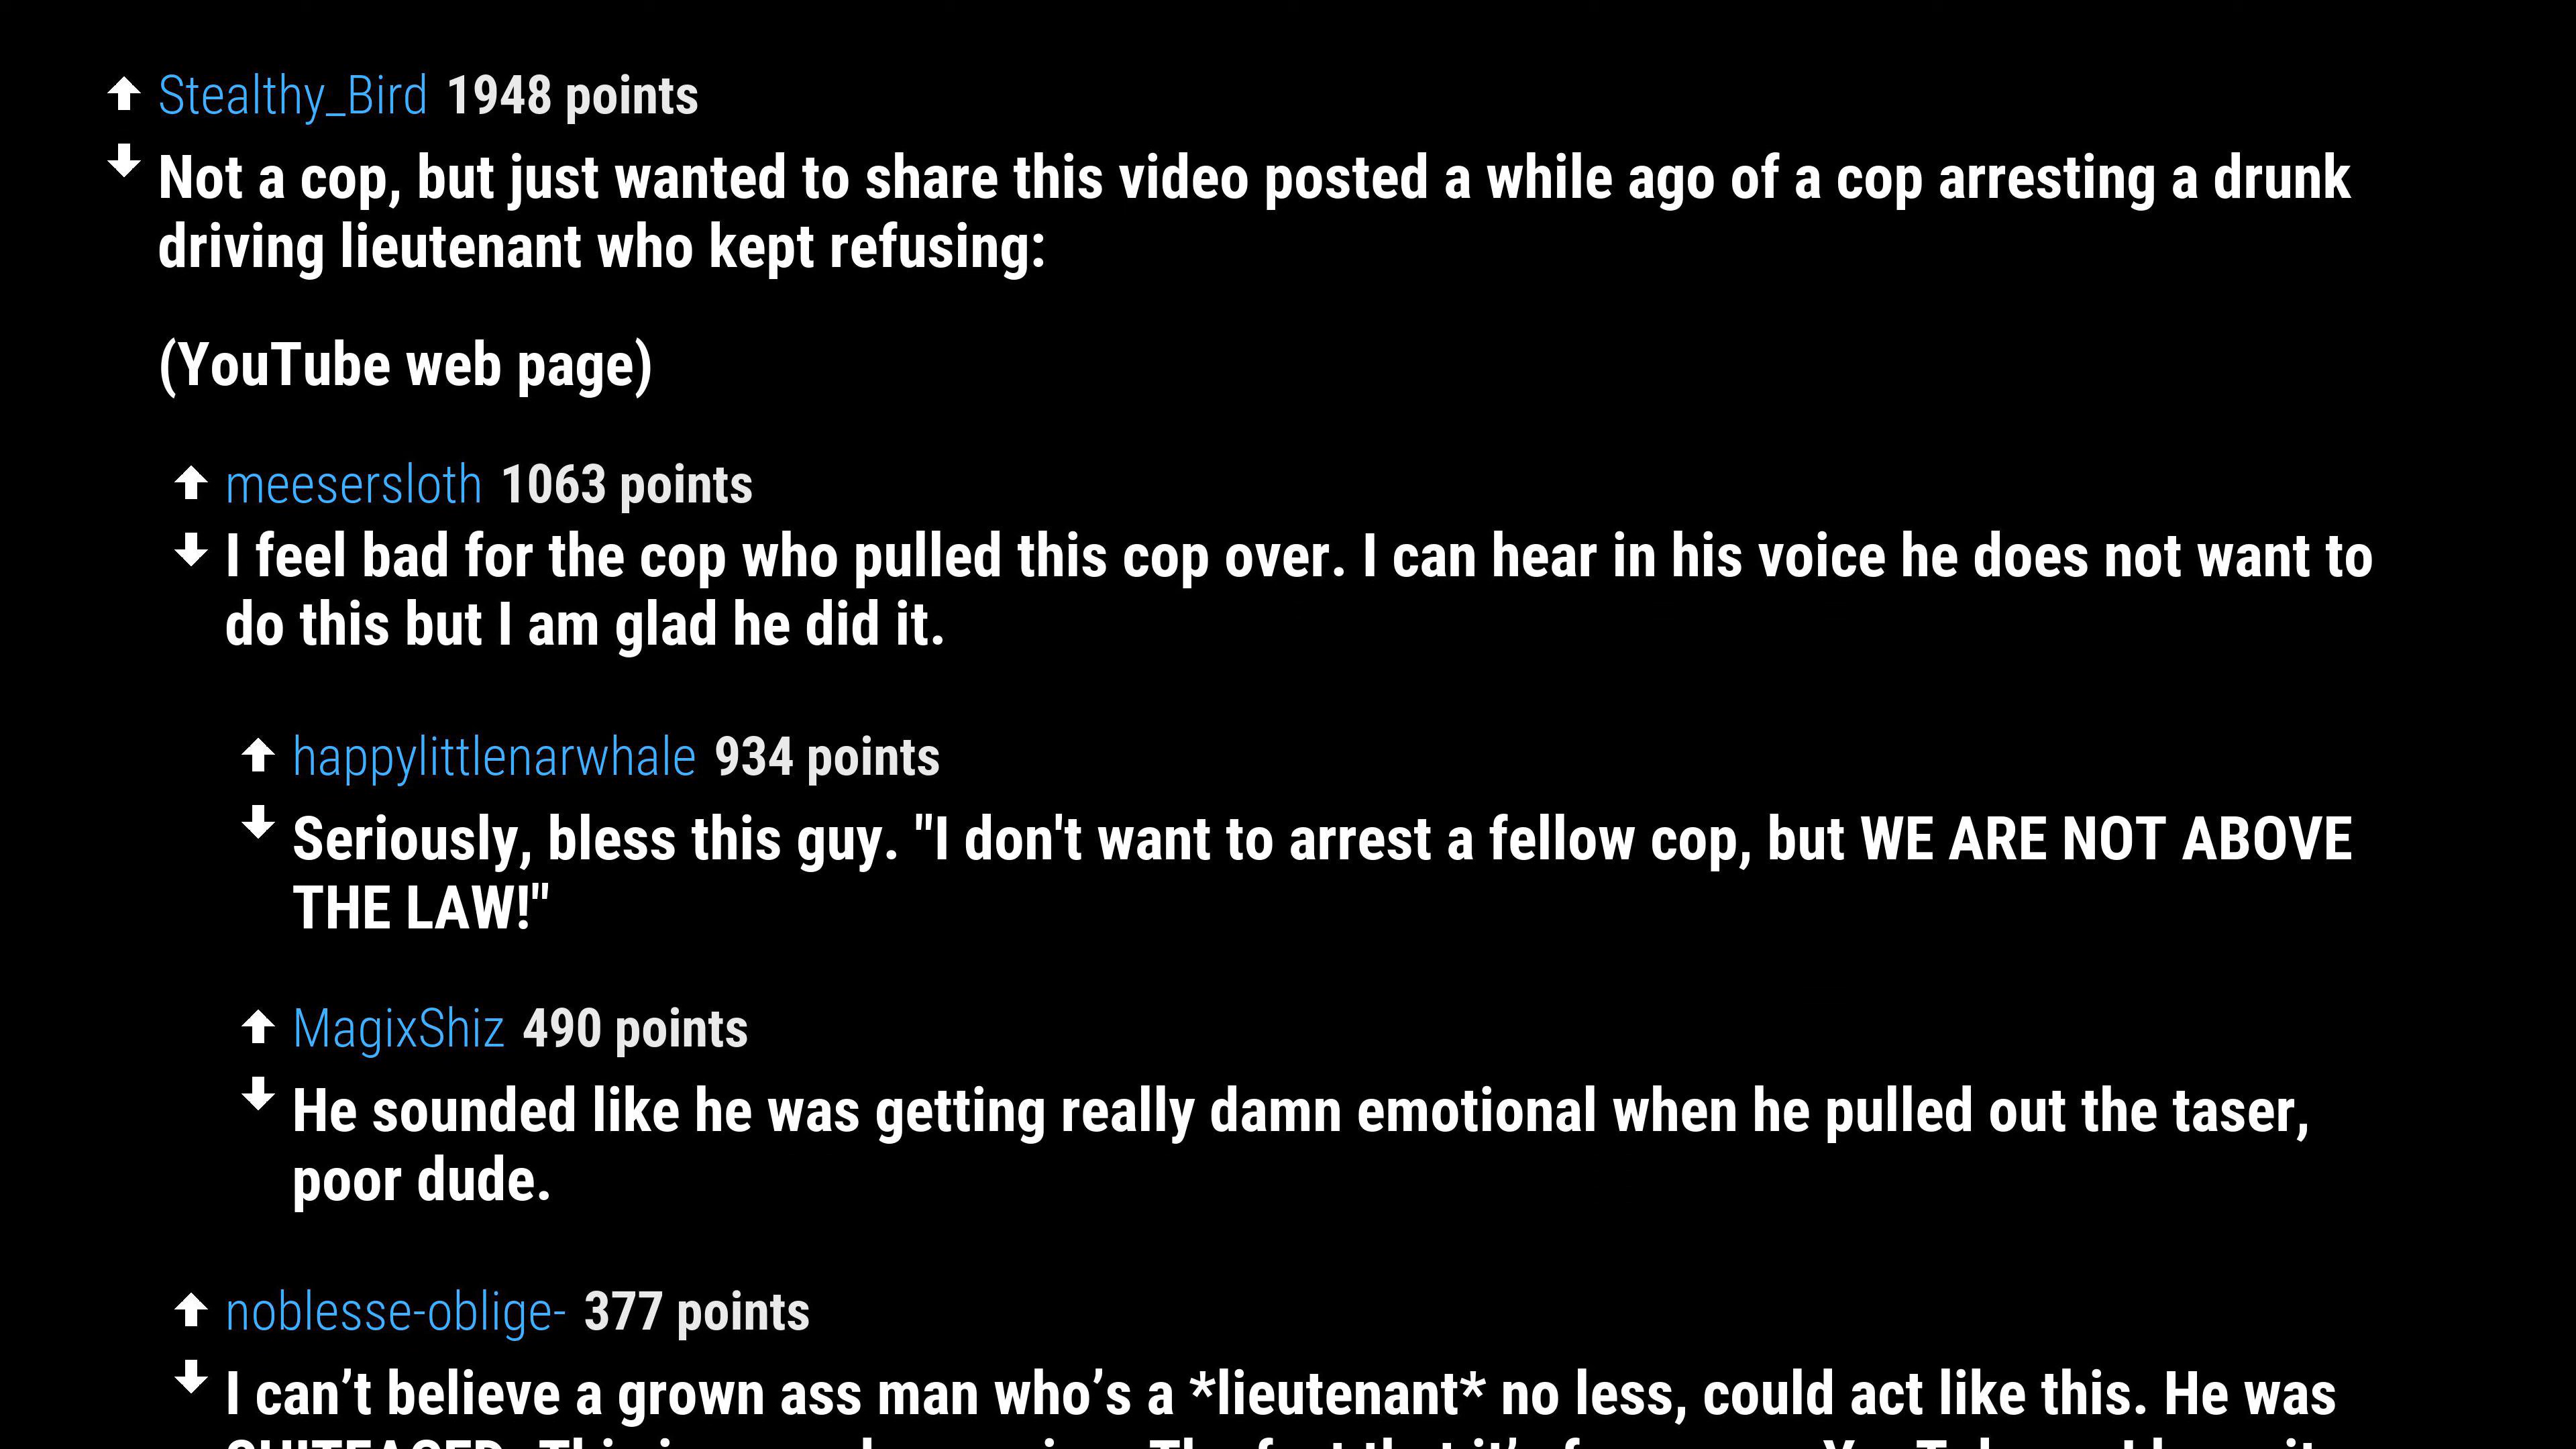 Stealthy_Bird 1948 points
Not a cop, but just wanted to share this video posted a while ago of a cop arresting a drunk
driving lieutenant who kept refusing:
(YouTube web page)
meesersloth 1063 points
I feel bad for the cop who pulled this cop over. I can hear in his voice he does not want to
do this but I am glad he did it.
happylittlenarwhale 934 points
Seriously, bless this guy. "I don't want to arrest a fellow cop, but WE ARE NOT ABOVE
THE LAW!"
MagixShiz 490 points
He sounded like he was getting really damn emotional when he pulled out the taser,
poor dude.
noblesse-oblige- 377 points
I can’t believe a grown ass man who’s a *lieutenant* no less, could act like this. He was